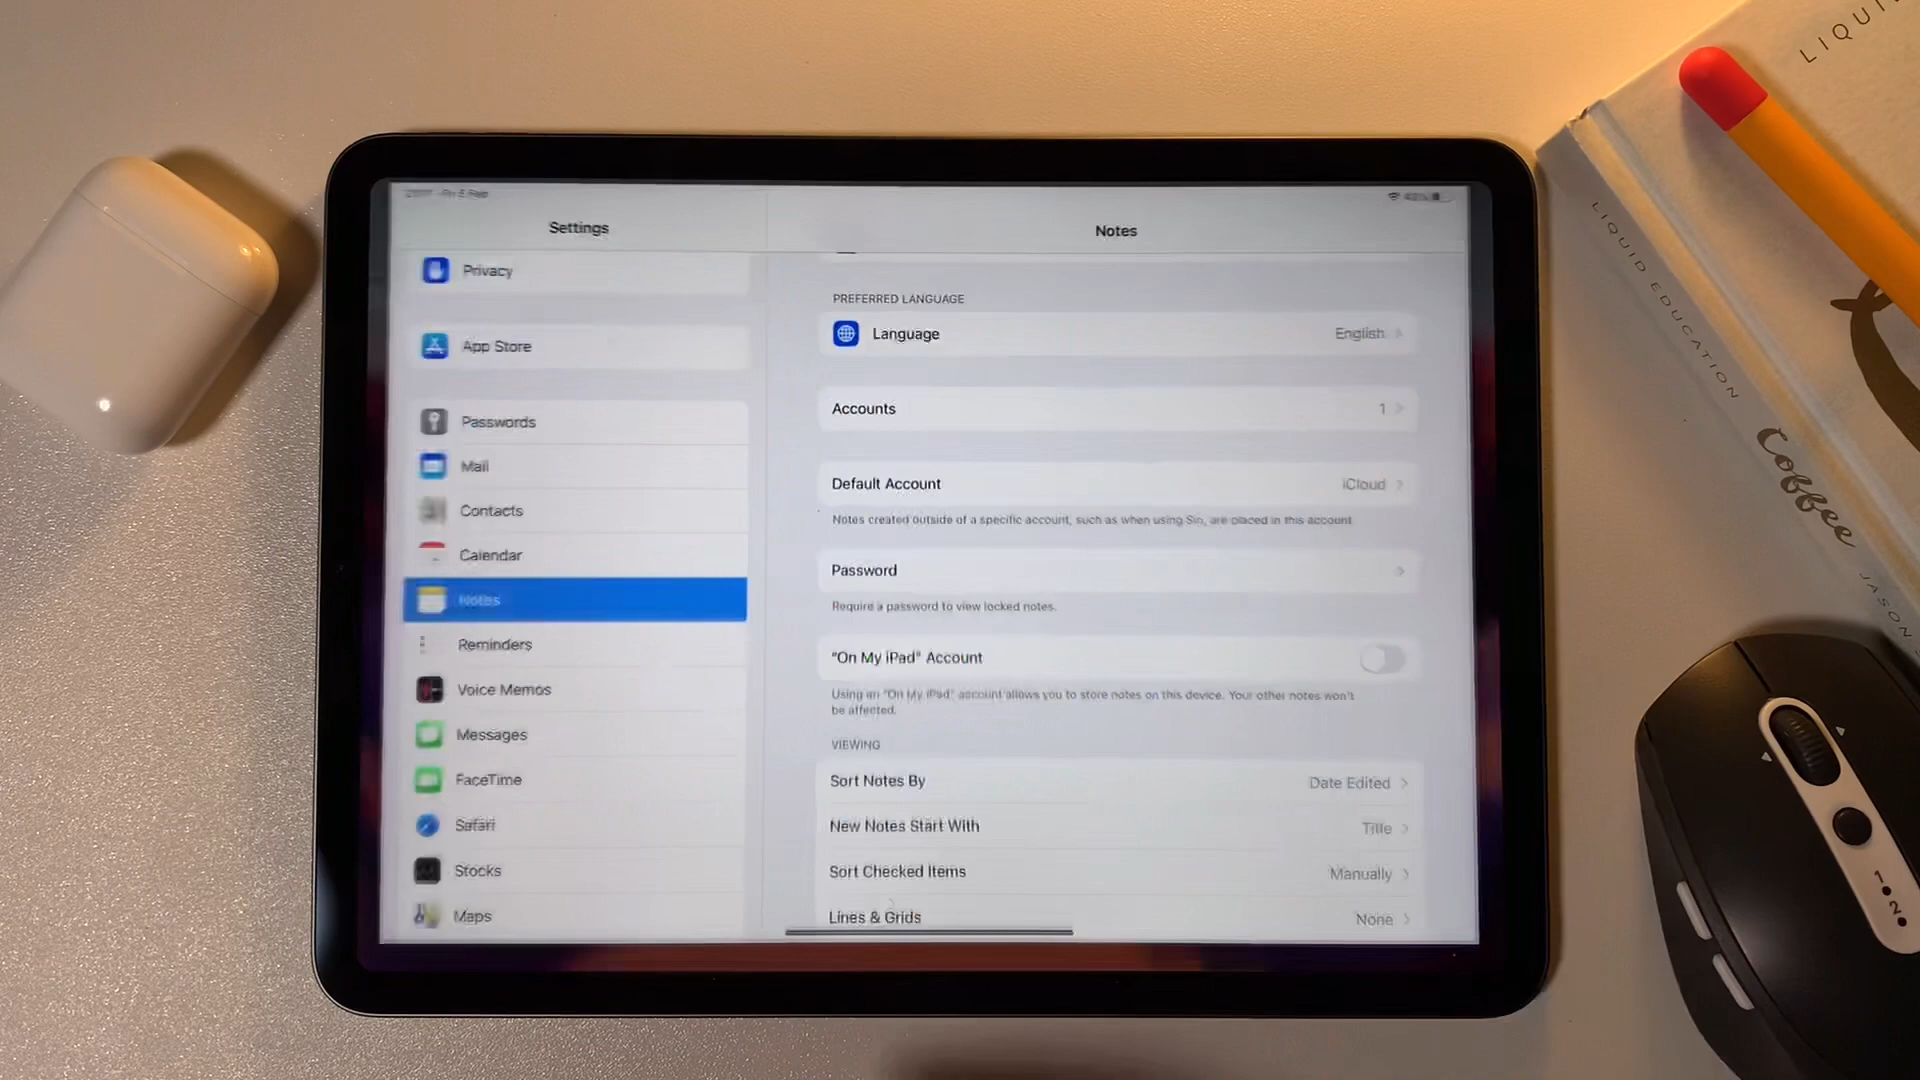 Settings
Privacy
App Store
Passwords
Mail
Contacts
Calendar
Notes
Reminders
Voice Memos
Messages
FaceTime
Safari
Stocks
Maps
Notes
PREFERRED LANGUAGE
Language English
Accounts 1
Default Account iCloud
Notes created outside of a specific account, such as when using Siri, are placed in this account.
Password
Require a password to view locked notes.
"On My iPad" Account
Using an "On My iPad" account allows you to store notes on this device. Your other notes won't
be affected.
VIEWING
Sort Notes By Date Edited
New Notes Start With Title
Sort Checked Items Manually
Lines & Grids None
LIQUID EDUCATION
Coffee
JASON
1
2